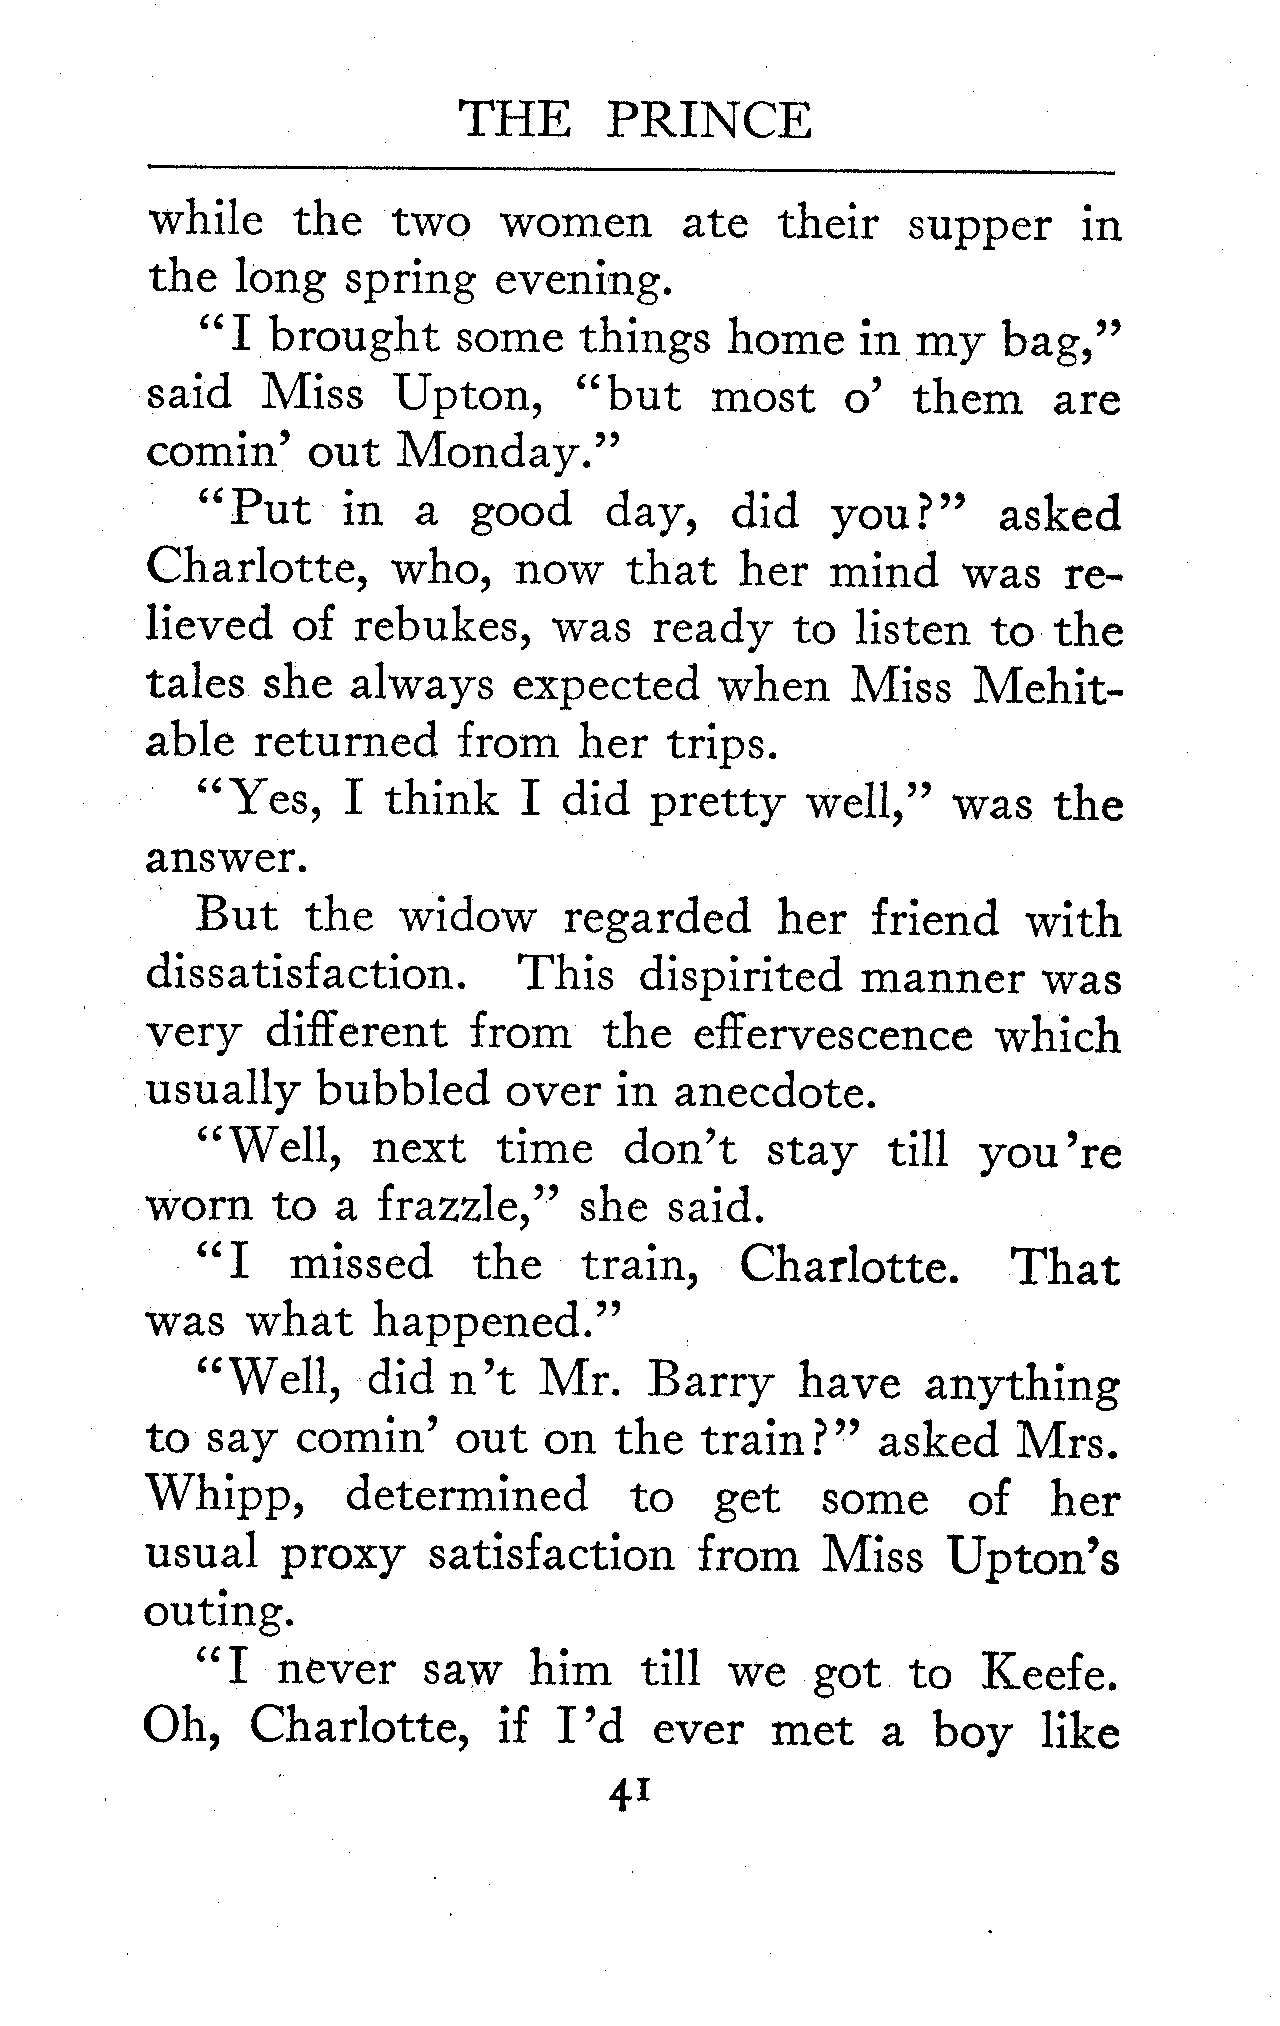 THE PRINCE
while the two women ate their supper in
the long spring evening.
“I brought some things home in my bag,”
said Miss Upton, “but most o’ them are
comin’ out Monday.”
“Put in a good day, did you?” asked
Charlotte, who, now that her mind was re-
lieved of rebukes, was ready to listen to the
tales she always expected when Miss Mehit-
able returned from her trips.
“Yes, I think I did pretty well,” was the
answer.
But the widow regarded her friend with
dissatisfaction. This dispirited manner was
very different from the effervescence which
usually bubbled over in anecdote.
“Well, next time don’t stay till you’re
worn to a frazzle,” she said.
“I missed the train, Charlotte. That
was what happened.”
“Well, did n’t Mr. Barry have anything
to say comin’ out on the train?” asked Mrs.
Whipp, determined to get some of her
usual proxy satisfaction from Miss Upton’s
outing.
“I never saw him till we got to Keefe.
Oh, Charlotte, if I’d ever met a boy like
41